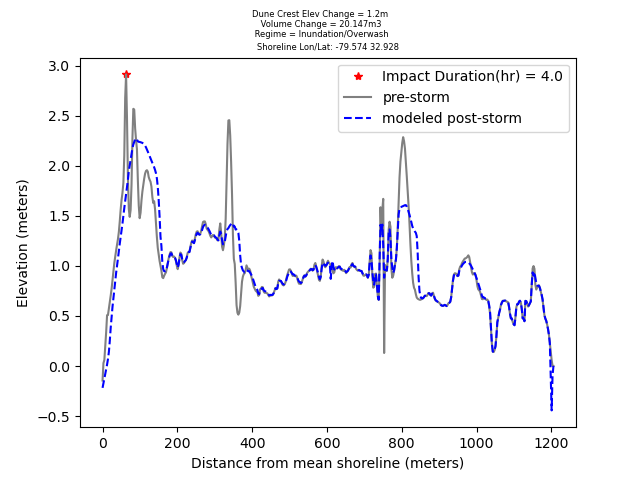 Dune Crest Elev Change = 1.2m
Volume Change = 20.147m3
Regime = Inundation/Overwash
Shoreline Lon/Lat: -79.574 32.928
Impact Duration(hr) = 4.0
pre-storm
modeled post-storm
Elevation (meters)
3.0
2.5
2.0
1.5
1.0
0.5
0.0
−0.5
0 200 400 600 800 1000 1200
Distance from mean shoreline (meters)